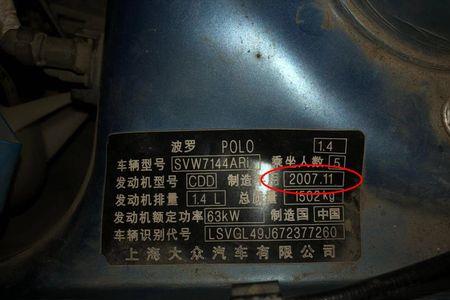 波罗 POLO 1.4
车辆型号 SVW7144ARi 乘坐人数 5
发动机型号 CDD 制造 2007.11
发动机排量 1.4 L 总质量 1502kg
发动机额定功率 63kW 制造国 中国
车辆识别代号 LSVGL49J672377260
上海大众汽车有限公司